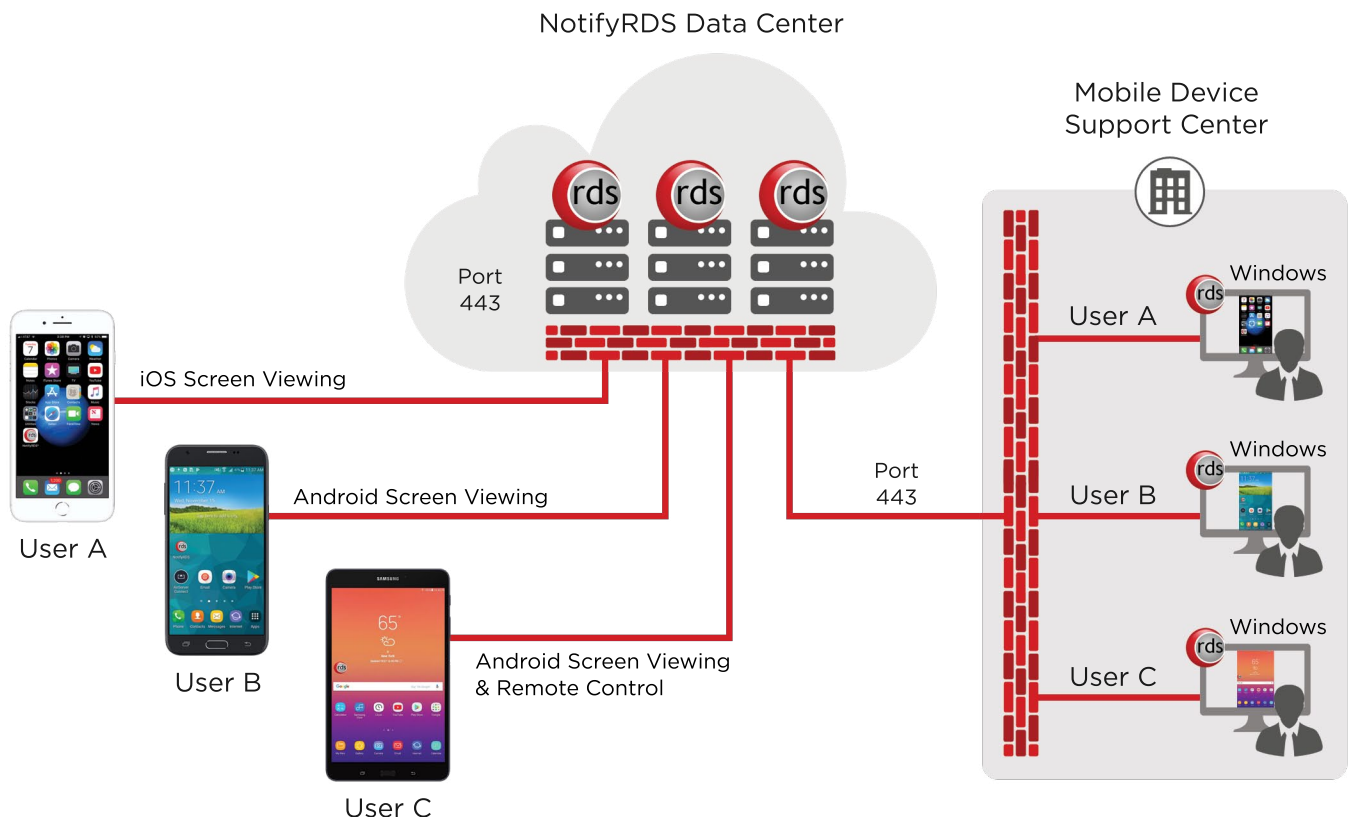 NotifyRDS Data Center
Mobile Device
Support Center
rds
rds
rds
Port
443
Windows
rds
User A
iOS Screen Viewing
User A
Windows
rds
User B
Port
443
11:37 AM
Android Screen Viewing
User B
Windows
rds
User C
SAMSUNG
65°
Google
Android Screen Viewing
& Remote Control
User C